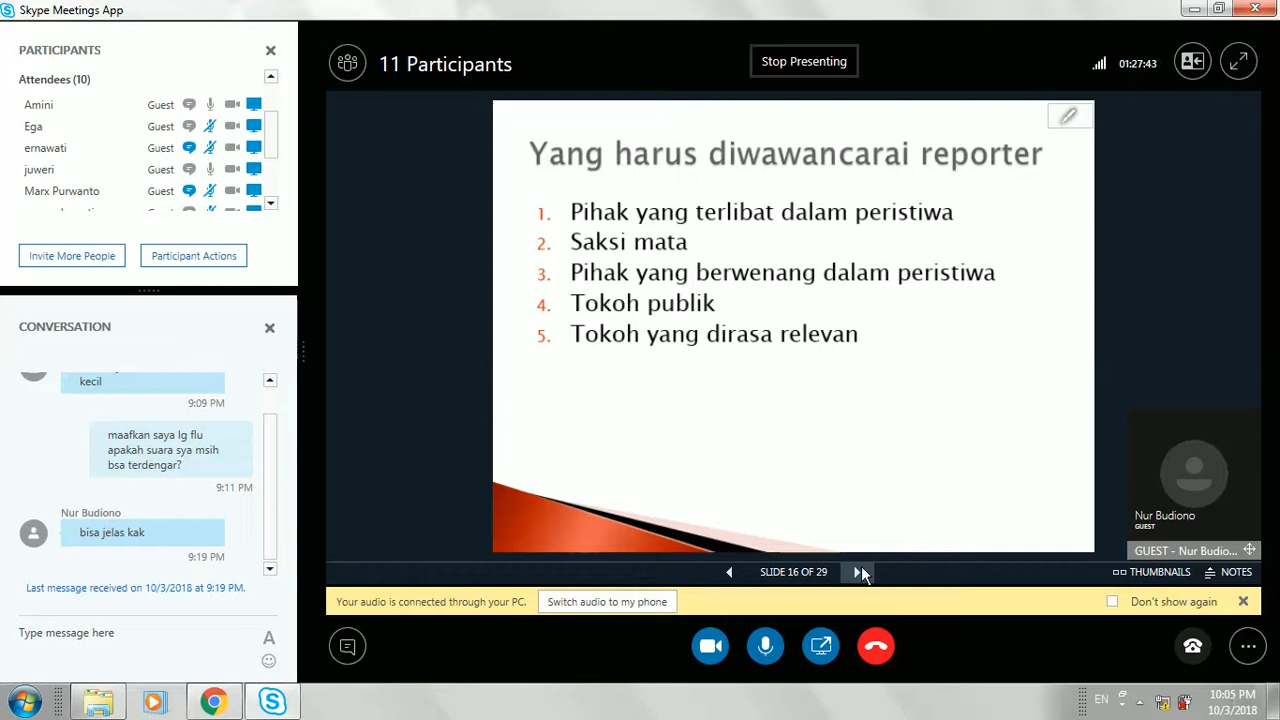 Skype Meetings App
PARTICIPANTS
Attendees (10)
Amini Guest
Ega Guest
ernawati Guest
juweri Guest
Marx Purwanto Guest
Invite More People
Participant Actions
CONVERSATION
kecil
9:09 PM
maafkan saya lg flu
apakah suara sya msih
bsa terdengar?
9:11 PM
Nur Budiono
bisa jelas kak
9:19 PM
Last message received on 10/3/2018 at 9:19 PM.
Type message here
A
11 Participants
Stop Presenting
01:27:43
Yang harus diwawancarai reporter
1. Pihak yang terlibat dalam peristiwa
2. Saksi mata
3. Pihak yang berwenang dalam peristiwa
4. Tokoh publik
5. Tokoh yang dirasa relevan
Nur Budiono
GUEST
GUEST - Nur Budio...
SLIDE 16 OF 29
THUMBNAILS
NOTES
Your audio is connected through your PC.
Switch audio to my phone
Don't show again
EN
10:05 PM
10/3/2018